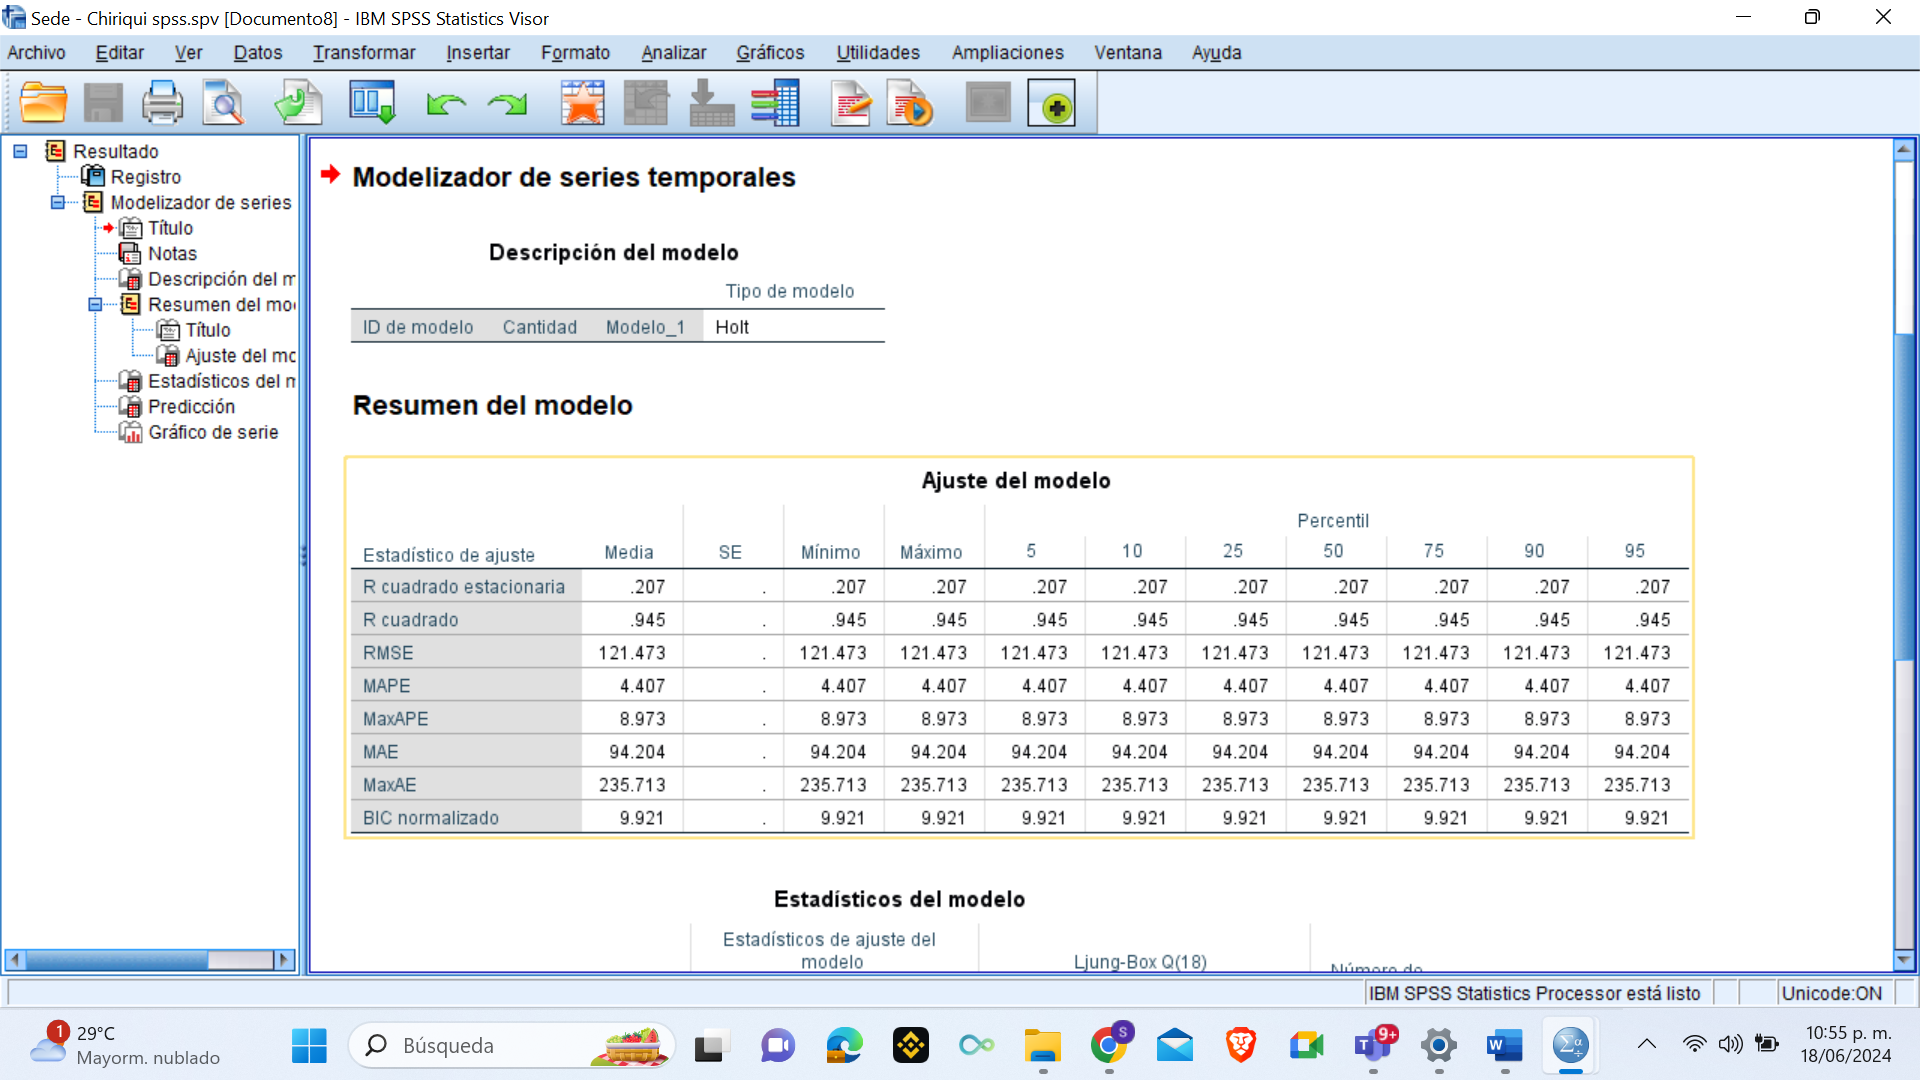 Sede - Chiriqui spss.spv [Documento8] - IBM SPSS Statistics Visor
Archivo Editar Ver Datos Transformar Insertar Formato Analizar Gráficos Utilidades Ampliaciones Ventana Ayuda
Resultado
Registro
Modelizador de series
Título
Notas
Descripción del m
Resumen del mo
Título
Ajuste del mo
Estadísticos del m
Predicción
Gráfico de serie
Modelizador de series temporales
Descripción del modelo
Tipo de modelo
ID de modelo Cantidad Modelo_1 Holt
Resumen del modelo
Ajuste del modelo
Percentil
Estadístico de ajuste Media SE Mínimo Máximo 5 10 25 50 75 90 95
R cuadrado estacionaria .207 . .207 .207 .207 .207 .207 .207 .207 .207 .207
R cuadrado .945 . .945 .945 .945 .945 .945 .945 .945 .945 .945
RMSE 121.473 . 121.473 121.473 121.473 121.473 121.473 121.473 121.473 121.473 121.473
MAPE 4.407 . 4.407 4.407 4.407 4.407 4.407 4.407 4.407 4.407 4.407
MaxAPE 8.973 . 8.973 8.973 8.973 8.973 8.973 8.973 8.973 8.973 8.973
MAE 94.204 . 94.204 94.204 94.204 94.204 94.204 94.204 94.204 94.204 94.204
MaxAE 235.713 . 235.713 235.713 235.713 235.713 235.713 235.713 235.713 235.713 235.713
BIC normalizado 9.921 . 9.921 9.921 9.921 9.921 9.921 9.921 9.921 9.921 9.921
Estadísticos del modelo
Estadísticos de ajuste del
modelo
Ljung-Box Q(18)
Número de
IBM SPSS Statistics Processor está listo
Unicode:ON
1
29°C
Mayorm. nublado
Búsqueda
S
9+
10:55 p. m.
18/06/2024